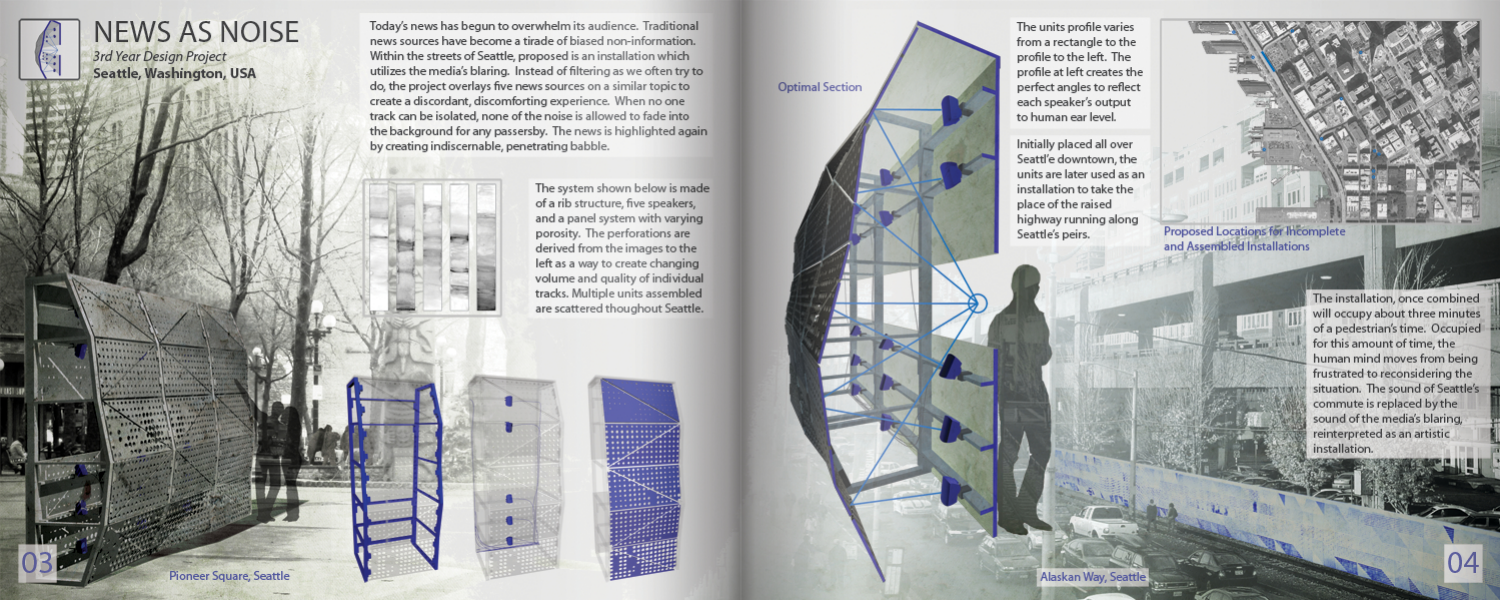 NEWS AS NOISE
3rd Year Design Project
Seattle, Washington, USA
Today's news has begun to overwhelm its audience.  Traditional
news sources have become a tirade of biased non-information.
Within the streets of Seattle, proposed is an installation which
utilizes the media's blaring.  Instead of filtering as we often try to
do, the project overlays five news sources on a similar topic to
create a discordant, discomforting experience.  When no one
track can be isolated, none of the noise is allowed to fade into
the background for any passersby.  The news is highlighted again
by creating indiscernable, penetrating babble.
The system shown below is made
of a rib structure, five speakers,
and a panel system with varying
porosity.  The perforations are
derived from the images to the
left as a way to create changing
volume and quality of individual
tracks. Multiple units assembled
are scattered thoughout Seattle.
03
Pioneer Square, Seattle
Optimal Section
The units profile varies
from a rectangle to the
profile to the left.  The
profile at left creates the
perfect angles to reflect
each speaker's output
to human ear level.
Initially placed all over
Seattl'e downtown, the
units are later used as an
installation to take the
place of the raised
highway running along
Seattle's peirs.
Proposed Locations for Incomplete
and Assembled Installations
The installation, once combined
will occupy about three minutes
of a pedestrian's time.  Occupied
for this amount of time, the
human mind moves from being
frustrated to reconsidering the
situation.  The sound of Seattle's
commute is replaced by the
sound of the media's blaring,
reinterpreted as an artistic
installation.
Alaskan Way, Seattle
04